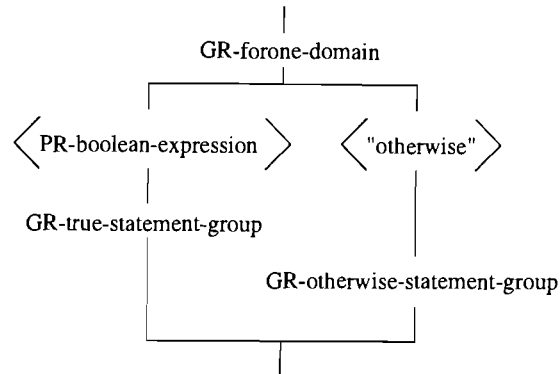 GR-forone-domain
PR-boolean-expression
"otherwise"
GR-true-statement-group
GR-otherwise-statement-group